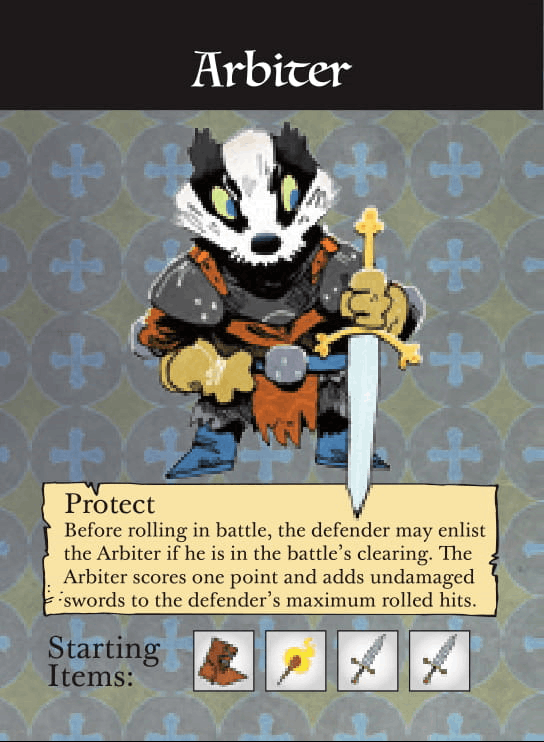 Arbiter
Protect
Before rolling in battle, the defender may enlist
the Arbiter if he is in the battle’s clearing. The
Arbiter scores one point and adds undamaged
swords to the defender’s maximum rolled hits.
Starting
Items: